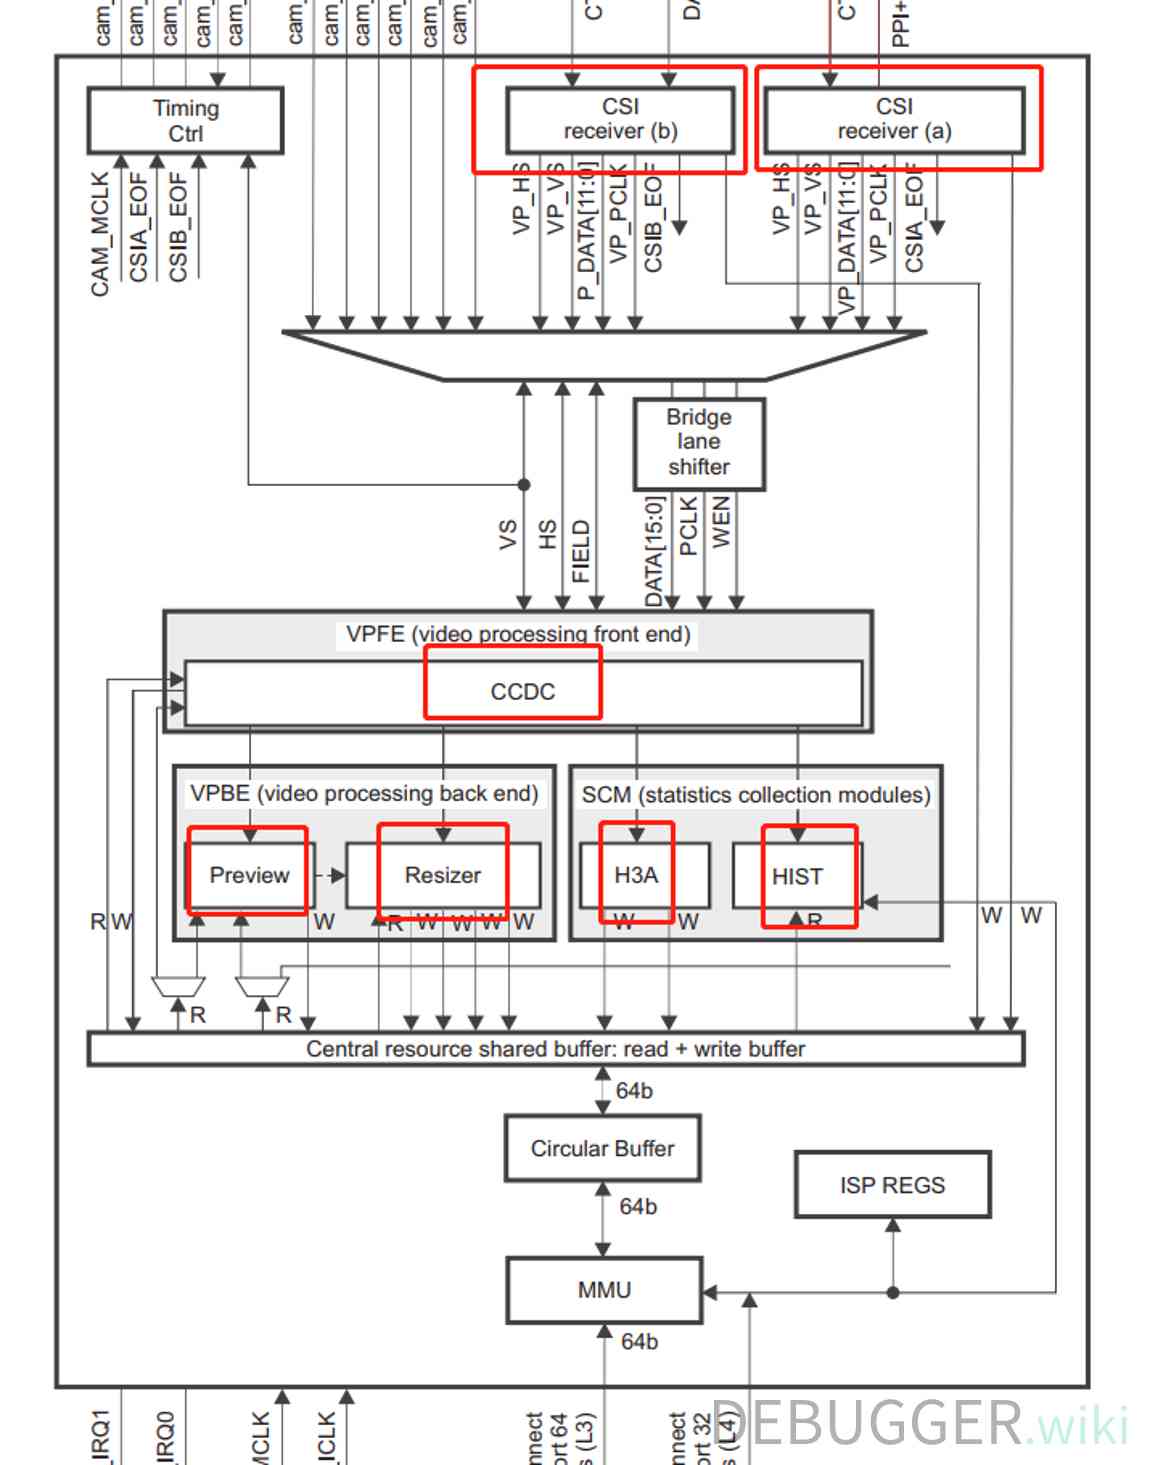 cam_
cam_
cam_
cam_
cam_
cam_
cam_
cam_
cam_
cam_
cam_
PPI+
Timing
Ctrl
CSI
receiver (b)
CSI
receiver (a)
CAM_MCLK
CSIA_EOF
CSIB_EOF
VP_HS
VP_VS
P_DATA[11:0]
VP_PCLK
CSIB_EOF
VP_HS
VP_VS
VP_DATA[11:0]
VP_PCLK
CSIA_EOF
Bridge
lane
shifter
VS
HS
FIELD
DATA[15:0]
PCLK
WEN
VPFE (video processing front end)
CCDC
VPBE (video processing back end)
SCM (statistics collection modules)
Preview
Resizer
H3A
HIST
R W
W
R
W
W
W
W
W
W
R
W
W
R
R
Central resource shared buffer: read + write buffer
64b
Circular Buffer
ISP REGS
64b
MMU
64b
_IRQ1
IRQ0
MCLK
ICLK
nnect
ort 64
s (L3)
nnect
ort 32
s (L4)
DEBUGGER.wiki